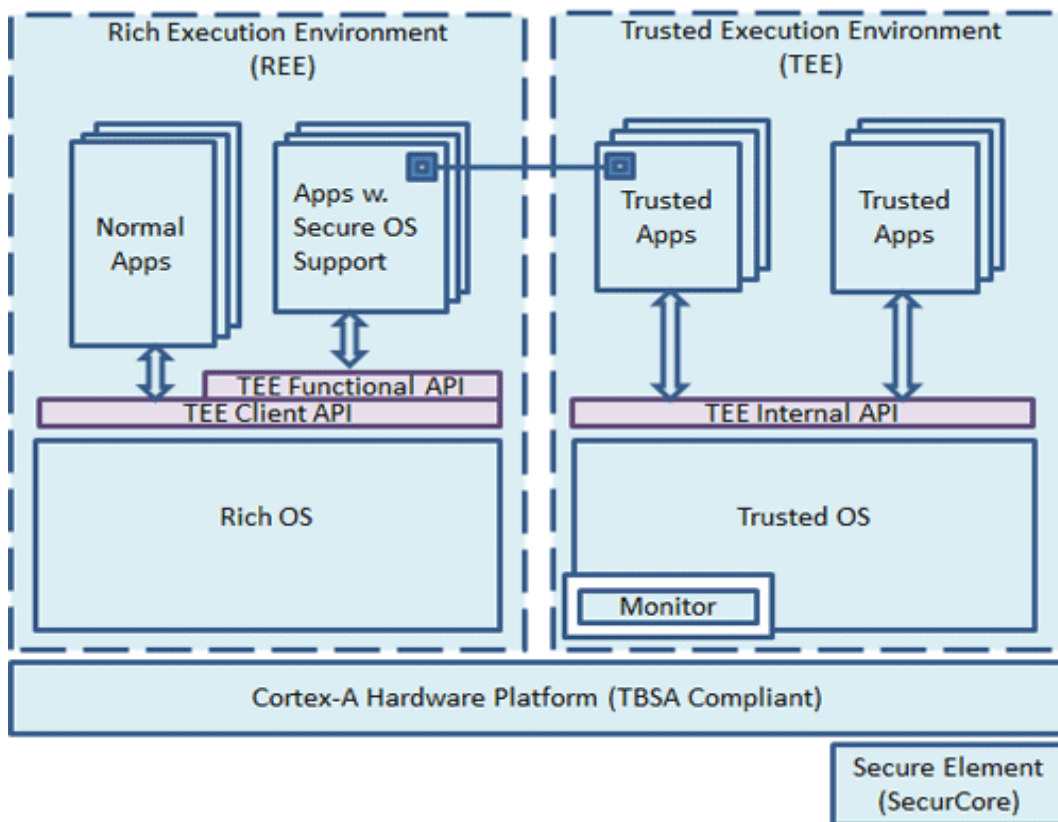 Rich Execution Environment
(REE)
Trusted Execution Environment
(TEE)
Normal
Apps
Apps w.
Secure OS
Support
Trusted
Apps
Trusted
Apps
TEE Functional API
TEE Client API
TEE Internal API
Rich OS
Trusted OS
Monitor
Cortex-A Hardware Platform (TBSA Compliant)
Secure Element
(SecurCore)